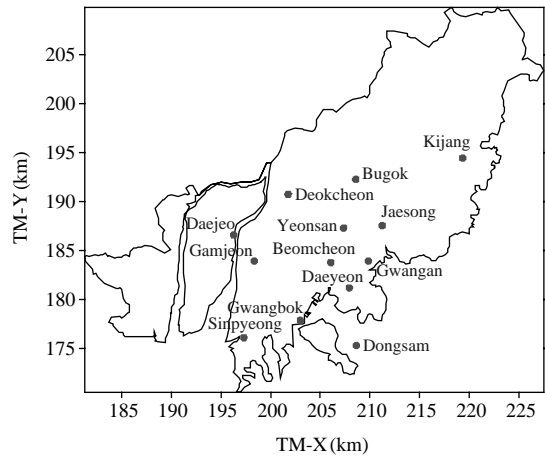 205
200
195
190
185
180
175
TM-Y (km)
Kijang
Bugok
Deokcheon
Jaesong
Daejeo
Yeonsan
Gamjeon
Beomcheon
Gwangan
Daeyeon
Gwangbok
Sinpyeong
Dongsam
185 190 195 200 205 210 215 220 225
TM-X (km)